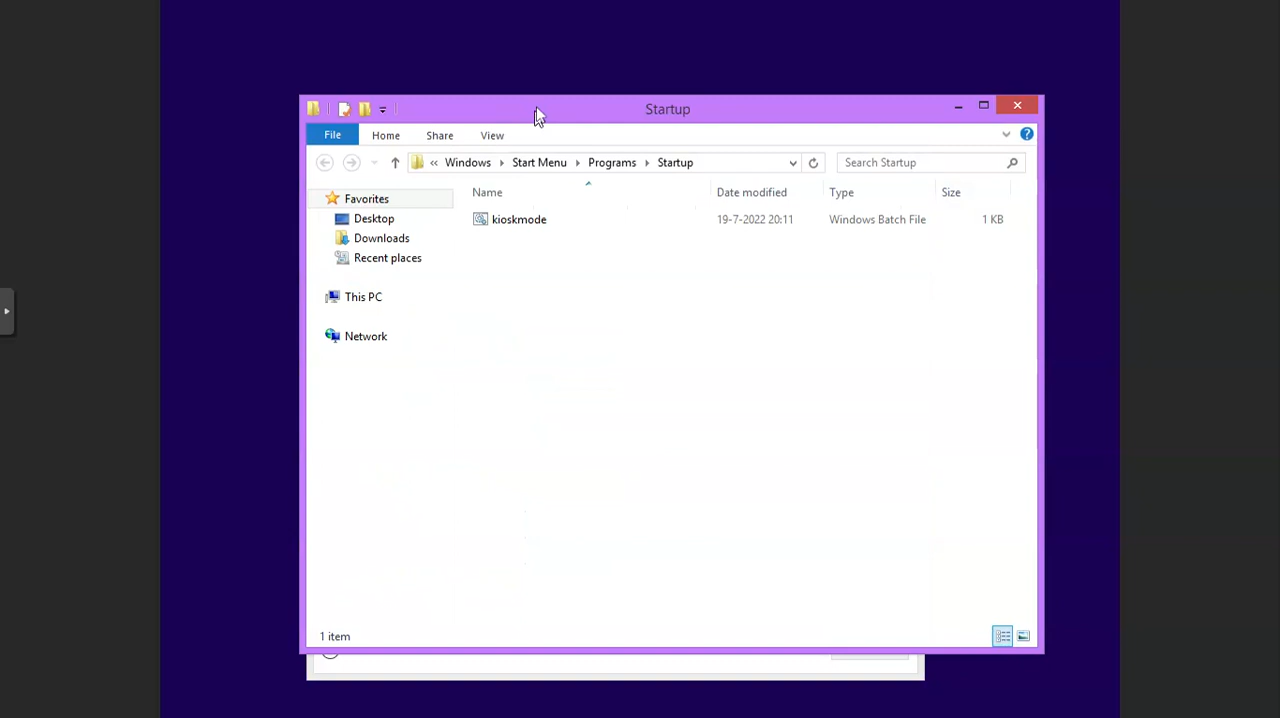 Startup
File Home Share View
« Windows Start Menu Programs Startup Search Startup
Name Date modified Type Size
kioskmode 19-7-2022 20:11 Windows Batch File 1 KB
Favorites
Desktop
Downloads
Recent places
This PC
Network
1 item